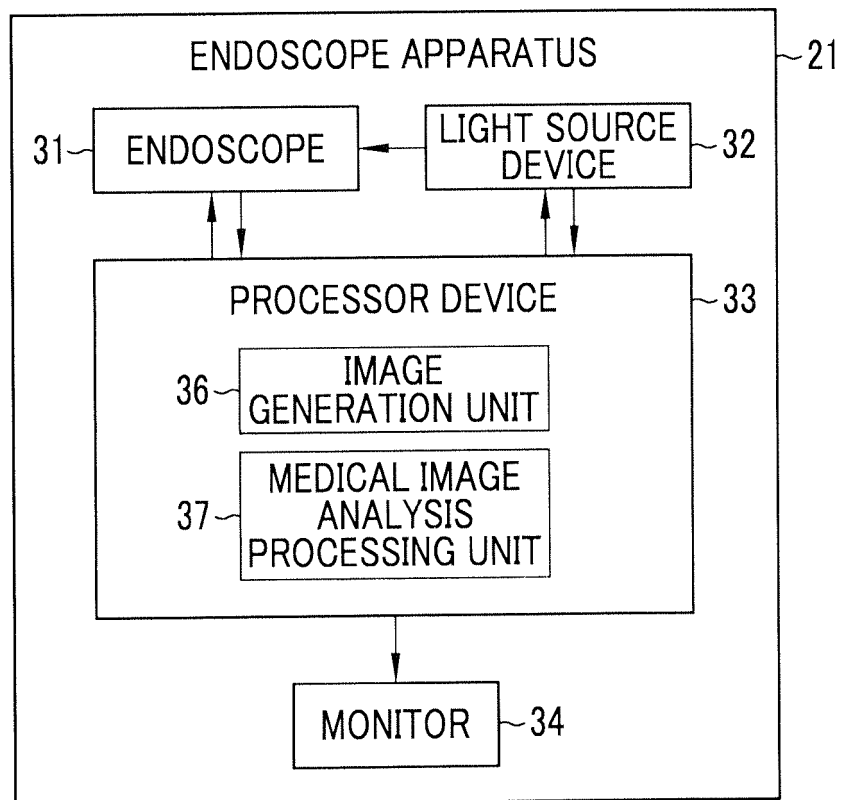 ENDOSCOPE APPARATUS
21
31
ENDOSCOPE
LIGHT SOURCE
DEVICE
32
PROCESSOR DEVICE
33
36
IMAGE
GENERATION UNIT
37
MEDICAL IMAGE
ANALYSIS
PROCESSING UNIT
MONITOR
34